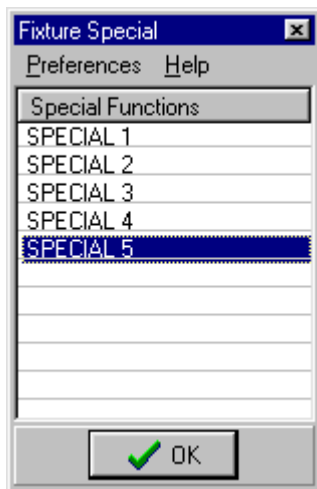 Fixture Special
Preferences Help
Special Functions
SPECIAL 1
SPECIAL 2
SPECIAL 3
SPECIAL 4
SPECIAL 5
OK